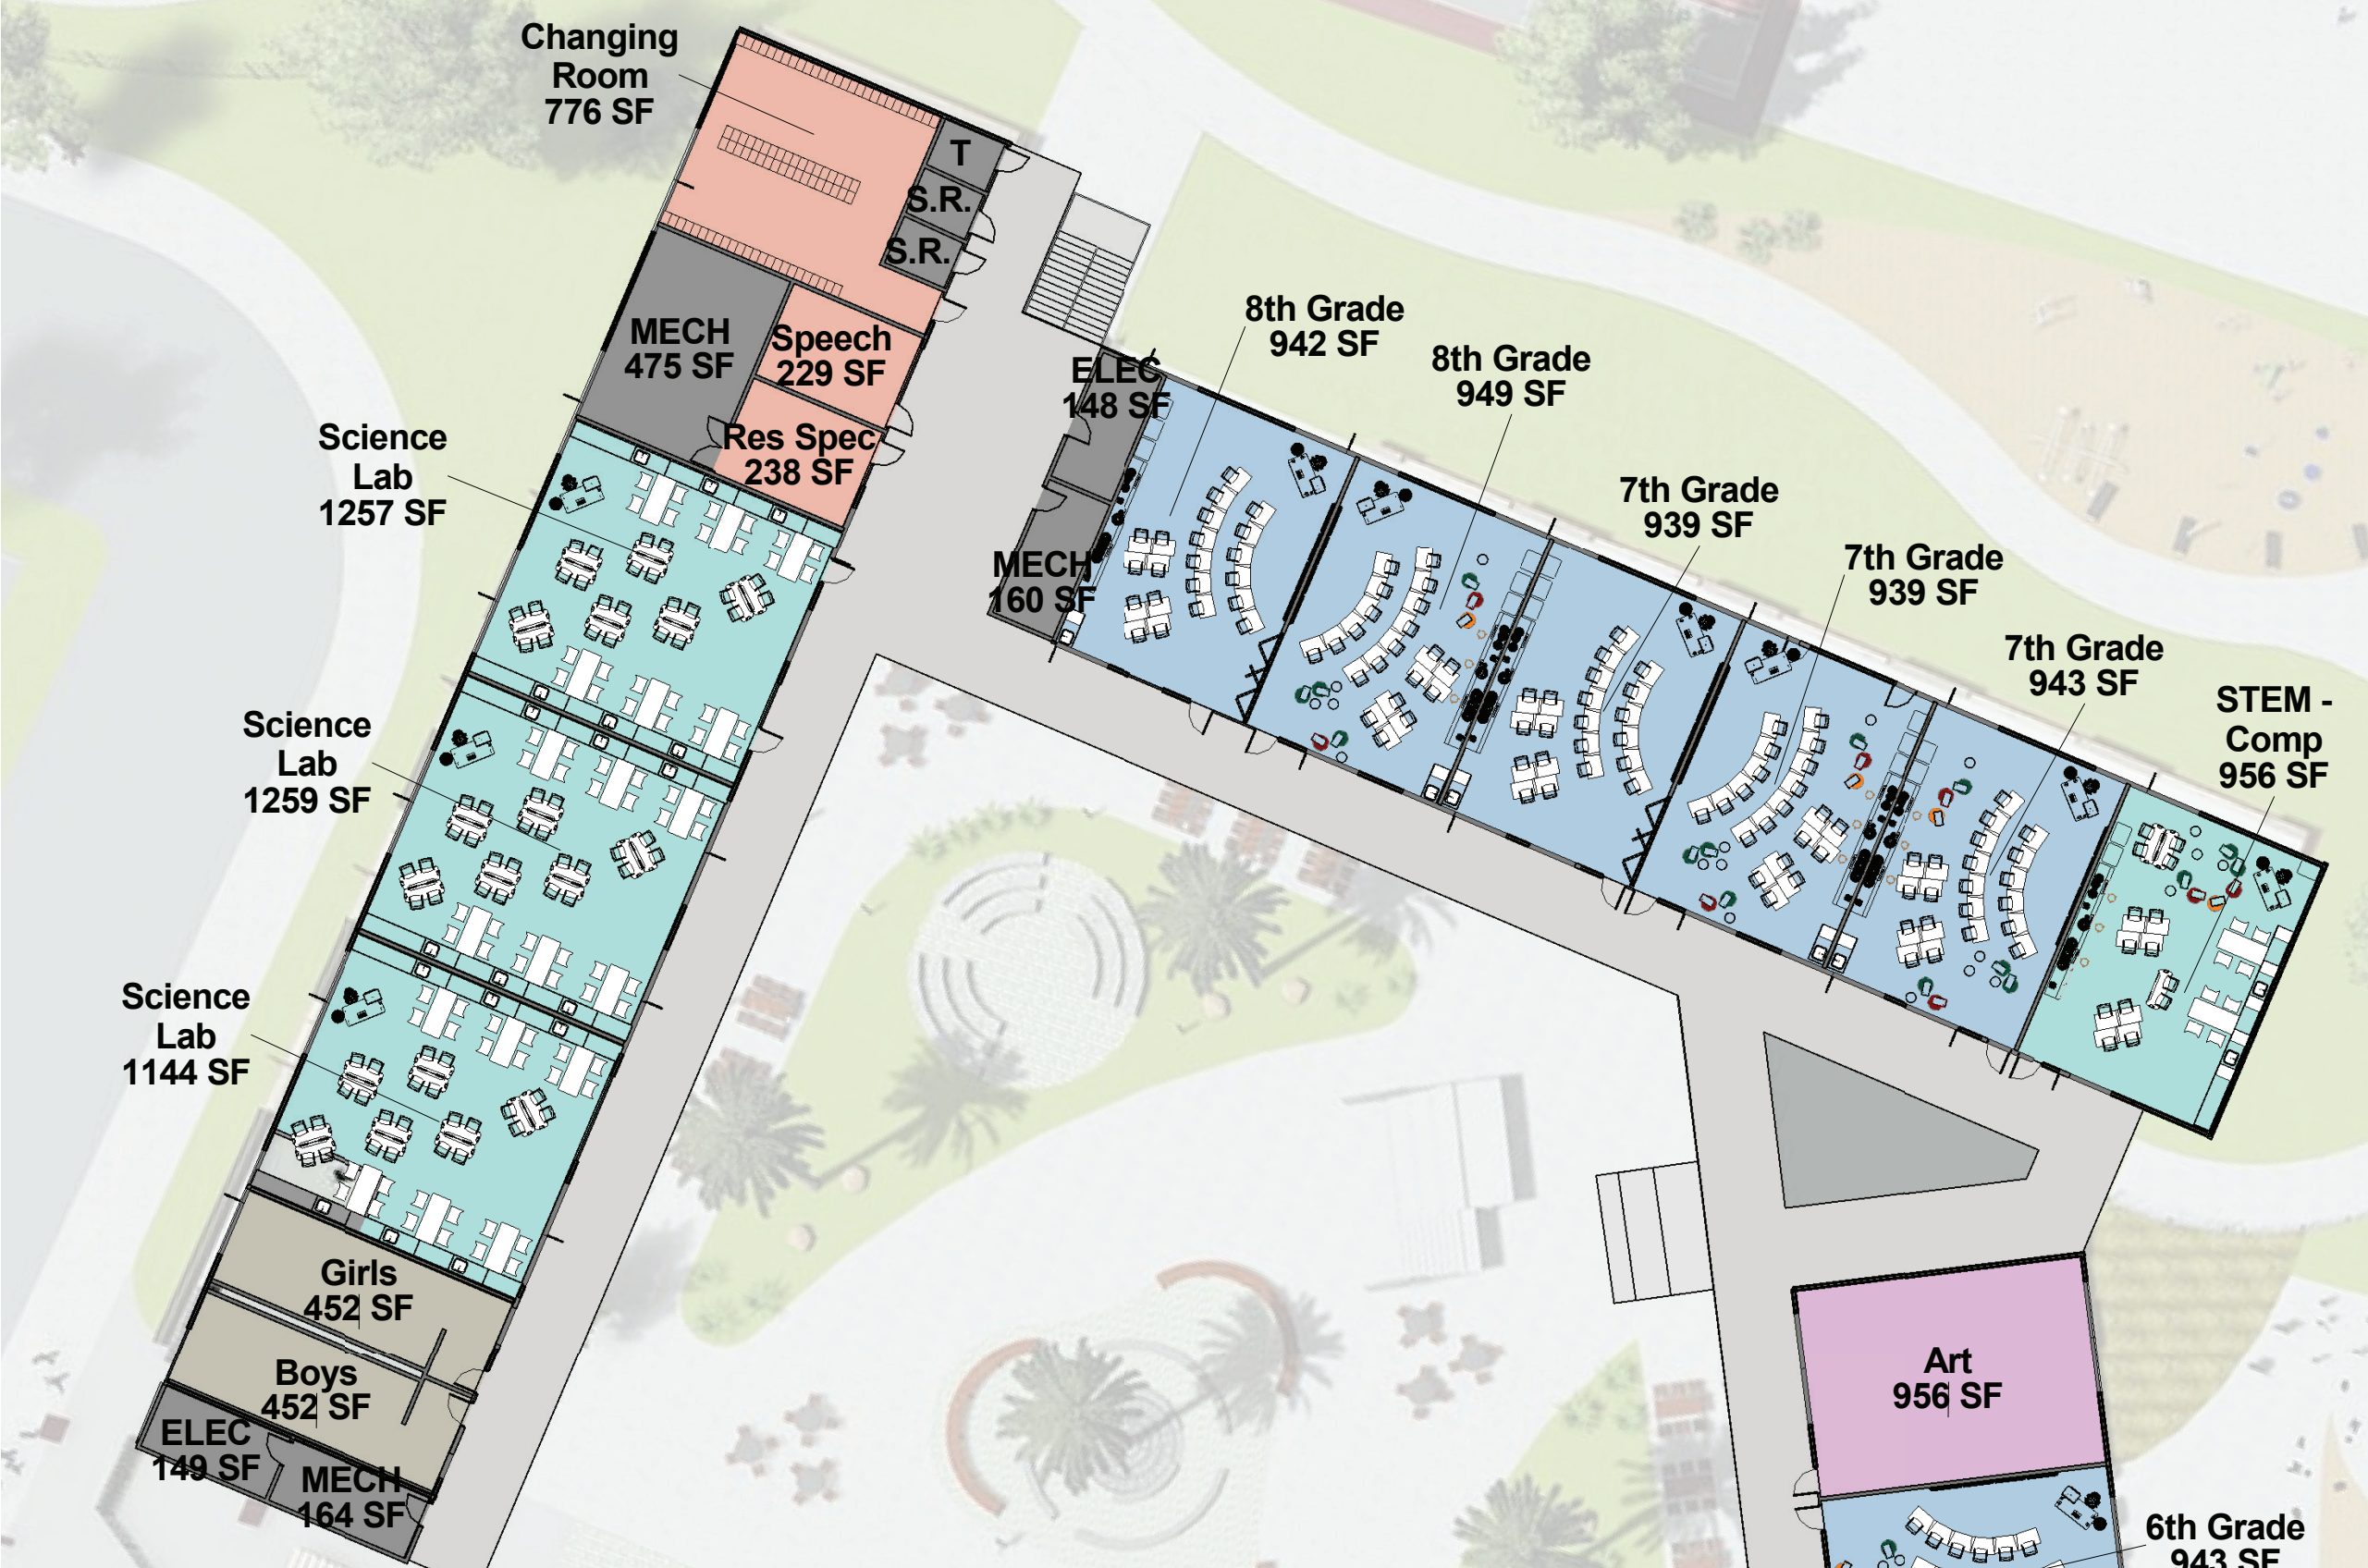 Changing
Room
776 SF
T
S.R.
S.R.
MECH
475 SF
Speech
229 SF
Res Spec
238 SF
ELEC
148 SF
MECH
160 SF
8th Grade
942 SF
8th Grade
949 SF
7th Grade
939 SF
7th Grade
939 SF
7th Grade
943 SF
STEM -
Comp
956 SF
Science
Lab
1257 SF
Science
Lab
1259 SF
Science
Lab
1144 SF
Girls
452 SF
Boys
452 SF
ELEC
149 SF
MECH
164 SF
Art
956 SF
6th Grade
943 SF